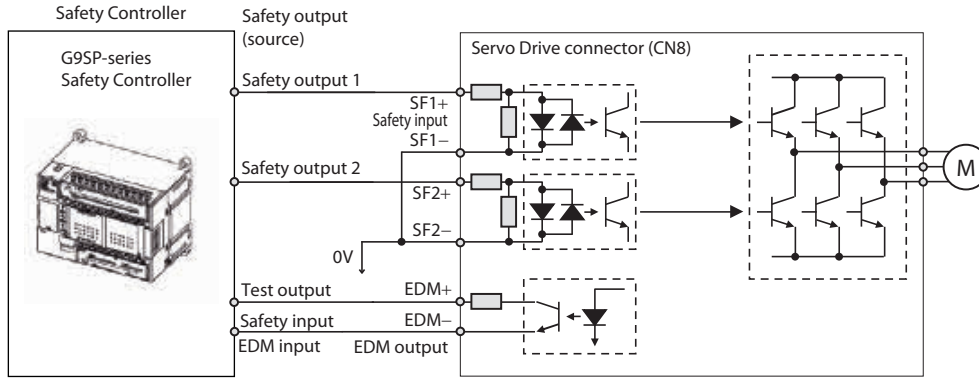 Safety Controller
Safety output
(source)
G9SP-series
Safety Controller
Servo Drive connector (CN8)
Safety output 1
SF1+
Safety input
SF1−
Safety output 2
SF2+
SF2−
0V
M
Test output
EDM+
Safety input
EDM−
EDM input
EDM output